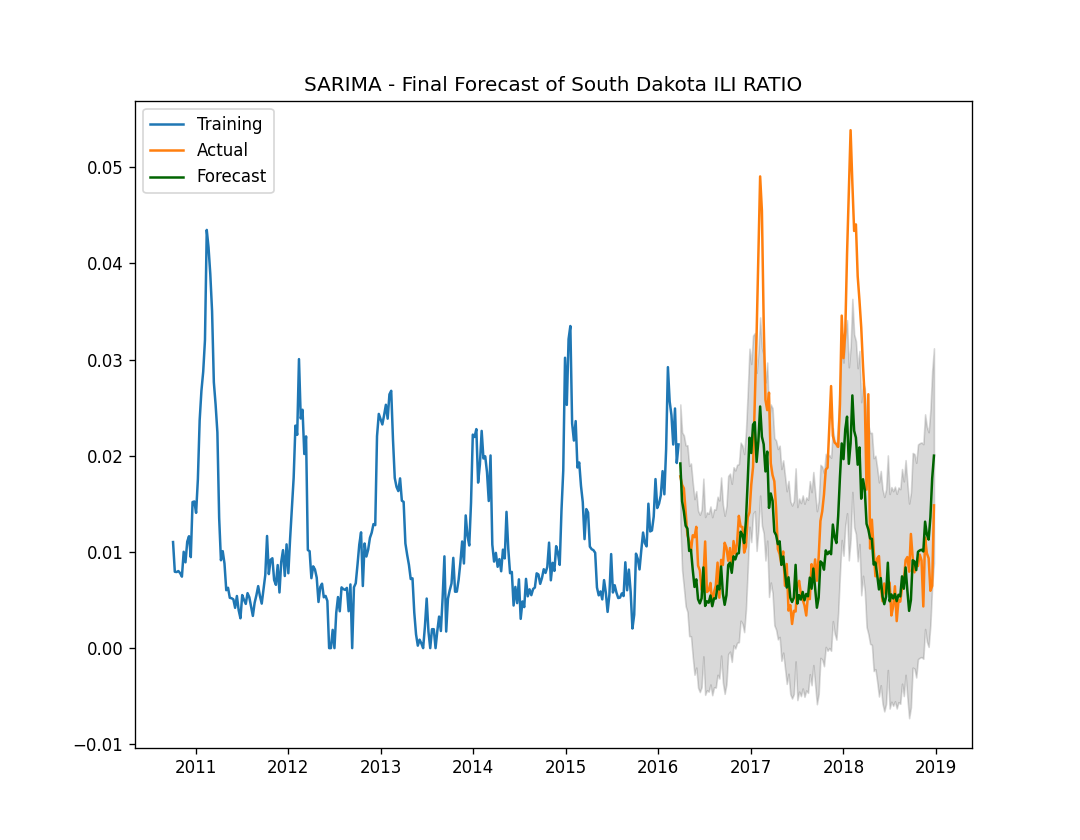 SARIMA - Final Forecast of South Dakota ILI RATIO
Training
Actual
Forecast
0.05
0.04
0.03
0.02
0.01
0.00
−0.01
2011 2012 2013 2014 2015 2016 2017 2018 2019